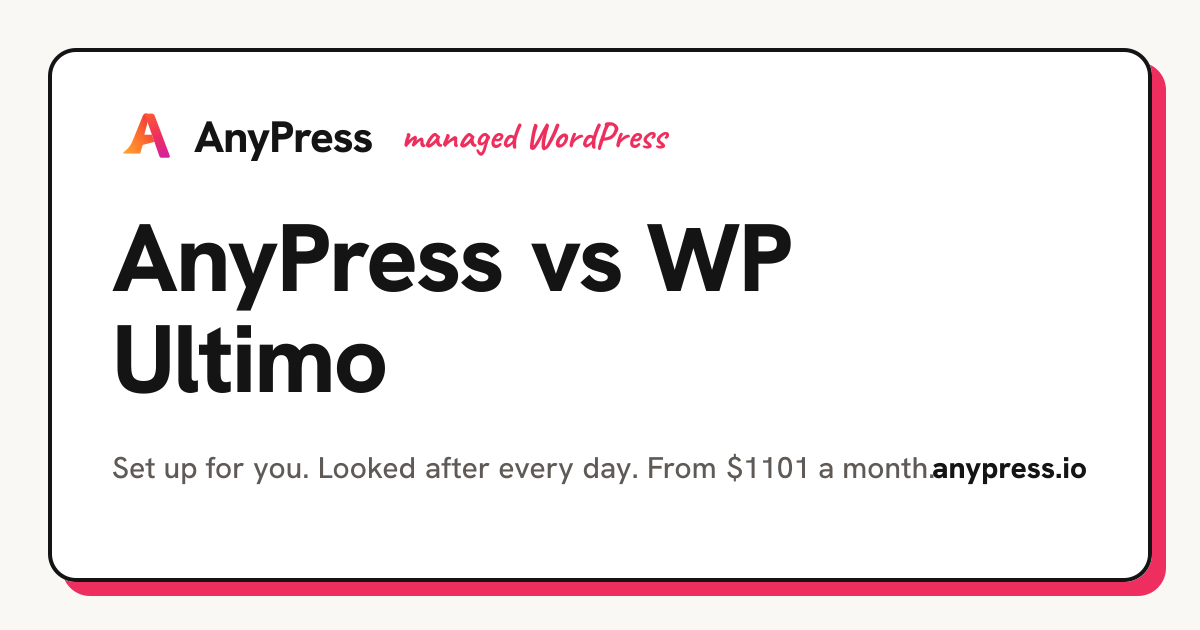 AnyPress managed WordPress
AnyPress vs WP
Ultimo
Set up for you. Looked after every day. From $1101 a month.anypress.io